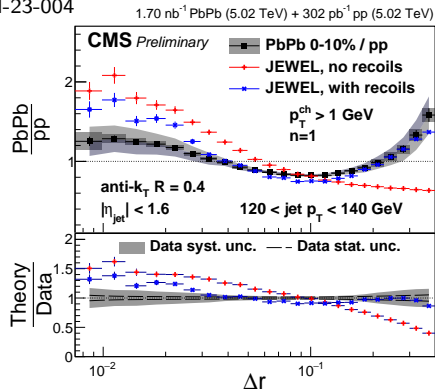 -23-004
1.70 nb⁻¹ PbPb (5.02 TeV) + 302 pb⁻¹ pp (5.02 TeV)
CMS Preliminary
PbPb 0-10% / pp
JEWEL, no recoils
JEWEL, with recoils
p_T^ch > 1 GeV
n=1
anti-k_T R = 0.4
|η_jet| < 1.6
120 < jet p_T < 140 GeV
PbPb
pp
2
1
Data syst. unc.
Data stat. unc.
Theory
Data
2
1.5
1
0.5
0
10⁻²
10⁻¹
Δr